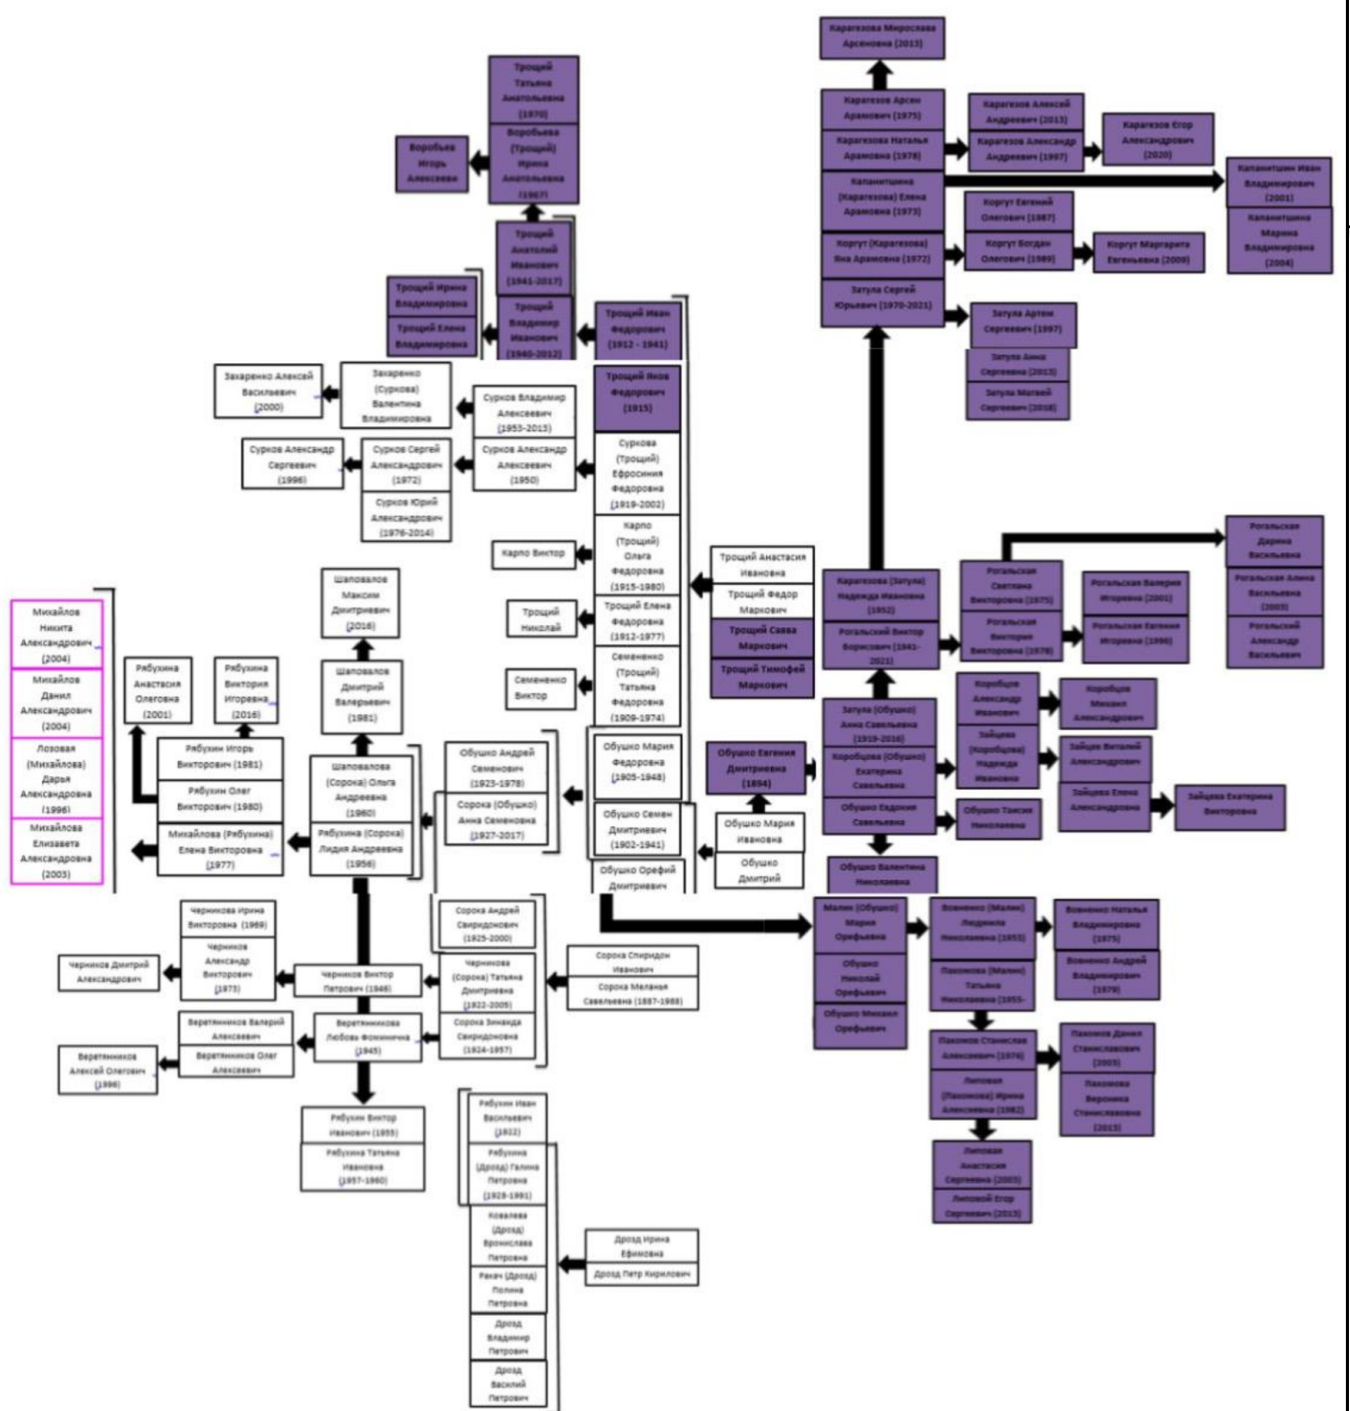 Карагезова Мирослава
Арсеновна (2013)
Трощий
Татьяна
Анатольевна
(1970)
Воробьева
(Трощий)
Ирина
Анатольевна
(1967)
Воробьев
Игорь
Алексееви
Трощий
Анатолий
Иванович
(1941-2017)
Трощий
Владимир
Иванович
(1940-2012)
Трощий Ирина
Владимировна
Трощий Елена
Владимировна
Трощий Иван
Федорович
(1912 - 1941)
Трощий Яков
Федорович
(1915)
Суркова
(Трощий)
Ефросиния
Федоровна
(1919-2002)
Карпо
(Трощий)
Ольга
Федоровна
(1915-1980)
Трощий Елена
Федоровна
(1912-1977)
Семененко
(Трощий)
Татьяна
Федоровна
(1909-1974)
Захаренко Алексей
Васильевич
(2000)
Захаренко
(Суркова)
Валентина
Владимировна
Сурков Владимир
Алексеевич
(1953-2013)
Сурков Александр
Сергеевич
(1996)
Сурков Сергей
Александрович
(1972)
Сурков Юрий
Александрович
(1976-2014)
Сурков Александр
Алексеевич
(1950)
Карпо Виктор
Трощий
Николай
Семененко
Виктор
Трощий Анастасия
Ивановна
Трощий Федор
Маркович
Трощий Савва
Маркович
Трощий Тимофей
Маркович
Карагезов Арсен
Арамович (1975)
Карагезова Наталья
Арамовна (1978)
Капанитшина
(Карагезова) Елена
Арамовна (1973)
Коргут (Карагезова)
Яна Арамовна (1972)
Затула Сергей
Юрьевич (1970-2021)
Карагезов Алексей
Андреевич (2013)
Карагезов Александр
Андреевич (1997)
Карагезов Егор
Александрович
(2020)
Капанитшин Иван
Владимирович
(2001)
Капанитшина
Марина
Владимировна
(2004)
Коргут Евгений
Олегович (1987)
Коргут Богдан
Олегович (1989)
Коргут Маргарита
Евгеньевна (2009)
Затула Артем
Сергеевич (1997)
Затула Анна
Сергеевна (2013)
Затула Матвей
Сергеевич (2018)
Карагезова (Затула)
Надежда Ивановна
(1952)
Рогальский Виктор
Борисович (1941-
2021)
Рогальская
Светлана
Викторовна (1975)
Рогальская
Виктория
Викторовна (1978)
Рогальская Валерия
Игоревна (2001)
Рогальская Евгения
Игоревна (1996)
Рогальская
Дарина
Васильевна
Рогальская Алина
Васильевна
(2003)
Рогальский
Александр
Васильевич
Затула (Обушко)
Анна Савельевна
(1919-2016)
Коробцова (Обушко)
Екатерина
Савельевна
Обушко Евдокия
Савельевна
Обушко Валентина
Николаевна
Коробцов
Александр
Иванович
Зайцева
(Коробцова)
Надежда
Ивановна
Обушко Таисия
Николаевна
Коробцов
Михаил
Александрович
Зайцев Виталий
Александрович
Зайцева Елена
Александровна
Зайцева Екатерина
Викторовна
Михайлов
Никита
Александрович
(2004)
Михайлов
Данил
Александрович
(2004)
Лозовая
(Михайлова)
Дарья
Александровна
(1996)
Михайлова
Елизавета
Александровна
(2003)
Рябухина
Анастасия
Олеговна
(2001)
Рябухина
Виктория
Игоревна
(2016)
Рябухин Игорь
Викторович (1981)
Рябухин Олег
Викторович (1980)
Михайлова (Рябухина)
Елена Викторовна
(1977)
Шаповалов
Максим
Дмитриевич
(2016)
Шаповалов
Дмитрий
Валерьевич
(1981)
Шаповалова
(Сорока) Ольга
Андреевна
(1960)
Рябухина (Сорока)
Лидия Андреевна
(1956)
Обушко Андрей
Семенович
(1923-1978)
Сорока (Обушко)
Анна Семеновна
(1927-2017)
Обушко Мария
Федоровна
(1905-1948)
Обушко Семен
Дмитриевич
(1902-1941)
Обушко Орефий
Дмитриевич
Обушко Евгения
Дмитриевна
(1894)
Обушко Мария
Ивановна
Обушко
Дмитрий
Малик (Обушко)
Мария
Орефьевна
Обушко
Николай
Орефьевич
Обушко Михаил
Орефьевич
Вовненко (Малик)
Людмила
Николаевна (1953)
Пахомова (Малик)
Татьяна
Николаевна (1955-
Вовненко Наталья
Владимировна
(1975)
Вовненко Андрей
Владимирович
(1979)
Пахомов Станислав
Алексеевич (1974)
Липовая
(Пахомова) Ирина
Алексеевна (1982)
Пахомов Данил
Станиславович
(2003)
Пахомова
Вероника
Станиславовна
(2013)
Липовая
Анастасия
Сергеевна (2003)
Липовой Егор
Сергеевич (2013)
Черникова Ирина
Викторовна (1969)
Черников
Александр
Викторович
(1973)
Черников Дмитрий
Александрович
Черников Виктор
Петрович (1946)
Веретянников Валерий
Алексеевич
Веретянников Олег
Алексеевич
Веретянников
Алексей Олегович
(1996)
Веретянникова
Любовь Фоминична
(1945)
Сорока Андрей
Свиридонович
(1925-2000)
Черникова
(Сорока) Татьяна
Дмитриевна
(1922-2005)
Сорока Зинаида
Свиридоновна
(1924-1957)
Сорока Спиридон
Иванович
Сорока Меланья
Савельевна (1887-1988)
Рябухин Виктор
Иванович (1955)
Рябухина Татьяна
Ивановна
(1957-1960)
Рябухин Иван
Васильевич
(1922)
Рябухина
(Дрозд) Галина
Петровна
(1928-1991)
Ковалева
(Дрозд)
Бронислава
Петровна
Ракач (Дрозд)
Полина
Петровна
Дрозд
Владимир
Петрович
Дрозд
Василий
Петрович
Дрозд Ирина
Ефимовна
Дрозд Петр Кирилович